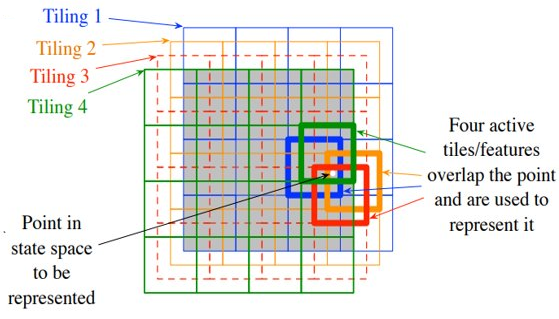 Tiling 1
Tiling 2
Tiling 3
Tiling 4
Four active
tiles/features
overlap the point
and are used to
represent it
Point in
state space
to be
represented